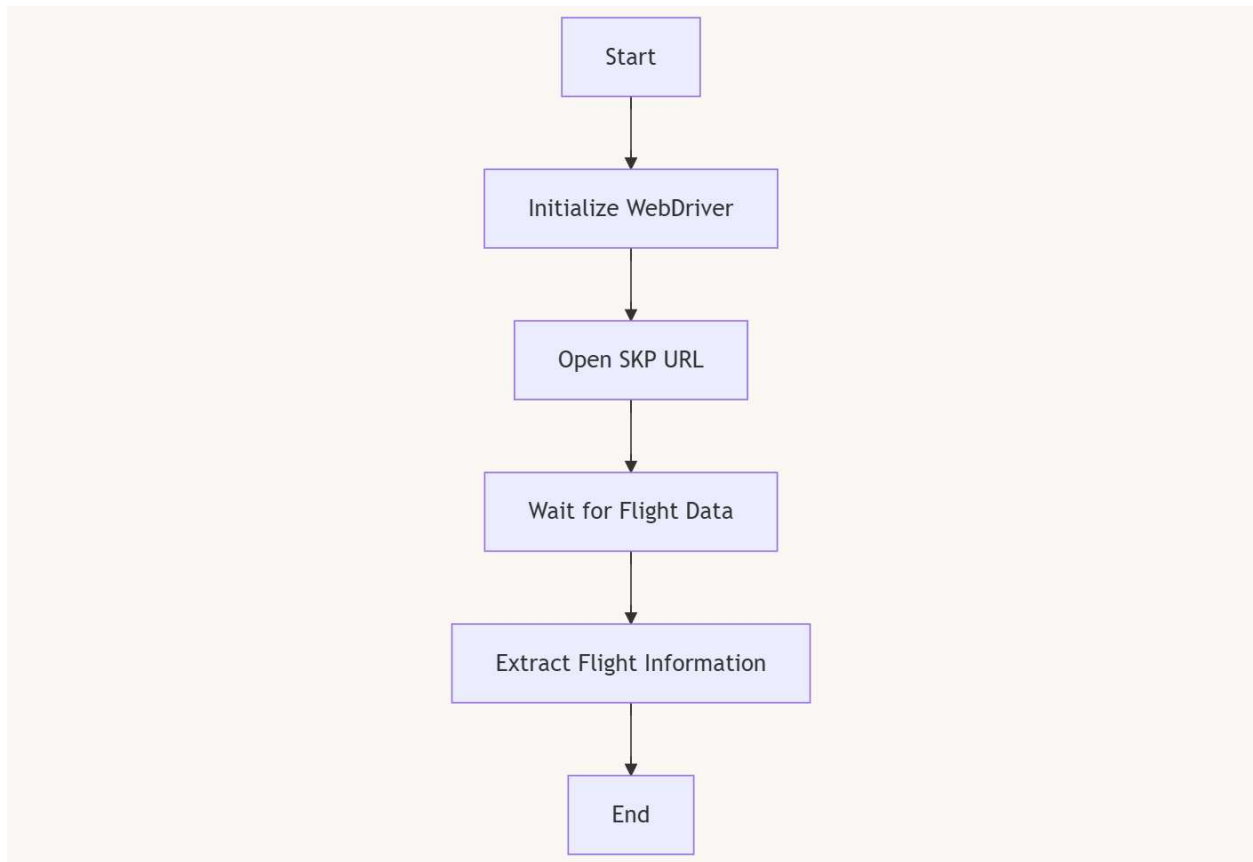 Start
Initialize WebDriver
Open SKP URL
Wait for Flight Data
Extract Flight Information
End